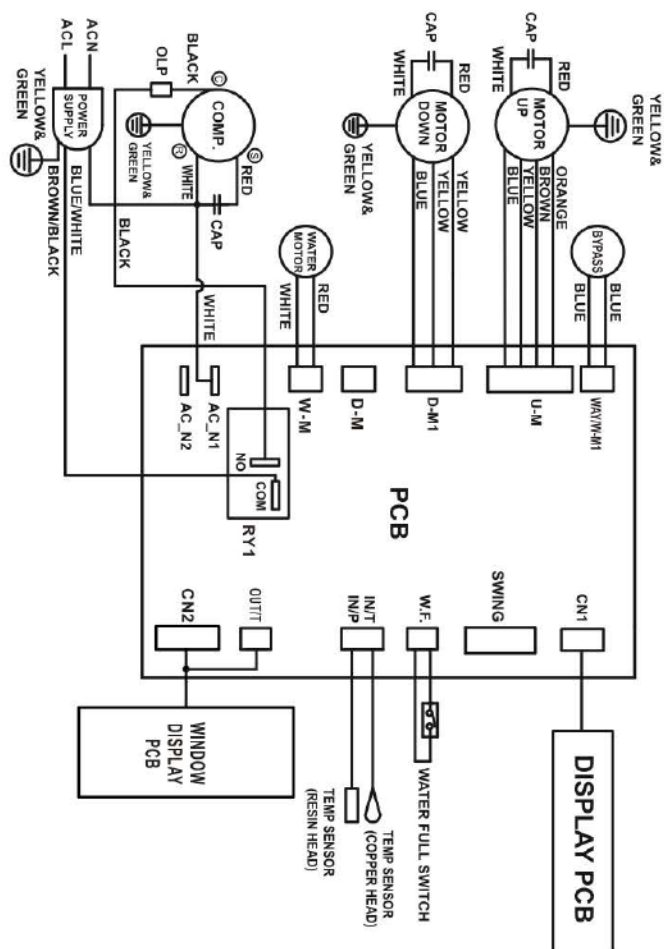 YELLOW&
GREEN
CAP
RED
WHITE
MOTOR
UP
ORANGE
BROWN
YELLOW
BLUE
BYPASS
BLUE
BLUE
CAP
RED
WHITE
MOTOR
DOWN
YELLOW&
GREEN
YELLOW
YELLOW
BLUE
WATER
MOTOR
RED
WHITE
BLACK
OLP
C
COMP.
S
R
RED
WHITE
YELLOW&
GREEN
CAP
ACN
ACL
POWER
SUPPLY
YELLOW&
GREEN
BLUE/WHITE
BROWN/BLACK
BLACK
WHITE
WAY/W-M1
U-M
D-M1
D-M
W-M
AC_N1
AC_N2
NO
COM
RY1
PCB
CN1
SWING
W.F.
IN/T
IN/P
OUT/T
CN2
DISPLAY PCB
WATER FULL SWITCH
TEMP SENSOR
(COPPER HEAD)
TEMP SENSOR
(RESIN HEAD)
WINDOW
DISPLAY
PCB